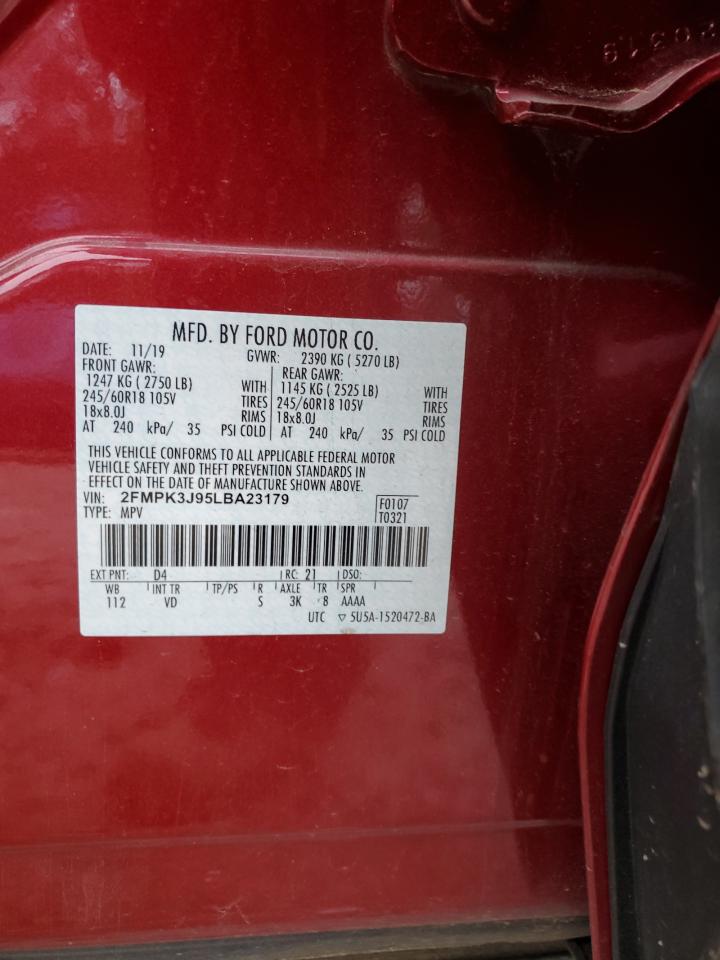 20319
MFD. BY FORD MOTOR CO.
DATE: 11/19 GVWR: 2390 KG ( 5270 LB)
FRONT GAWR: REAR GAWR:
1247 KG ( 2750 LB) WITH 1145 KG ( 2525 LB) WITH
245/60R18 105V TIRES 245/60R18 105V TIRES
18x8.0J RIMS 18x8.0J RIMS
AT 240 kPa/ 35 PSI COLD AT 240 kPa/ 35 PSI COLD
THIS VEHICLE CONFORMS TO ALL APPLICABLE FEDERAL MOTOR
VEHICLE SAFETY AND THEFT PREVENTION STANDARDS IN
EFFECT ON THE DATE OF MANUFACTURE SHOWN ABOVE.
VIN: 2FMPK3J95LBA23179 F0107
TYPE: MPV T0321
EXT PNT: D4 RC: 21 DSO:
WB INT TR TP/PS R AXLE TR SPR
112 VD S 3K 8 AAAA
UTC ▽ 5U5A-1520472-BA